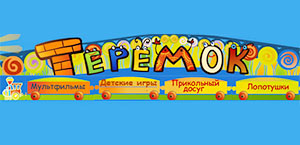 ТЕРЕМОК
Мультфильмы Детские игры Прикольный досуг Лопотушки